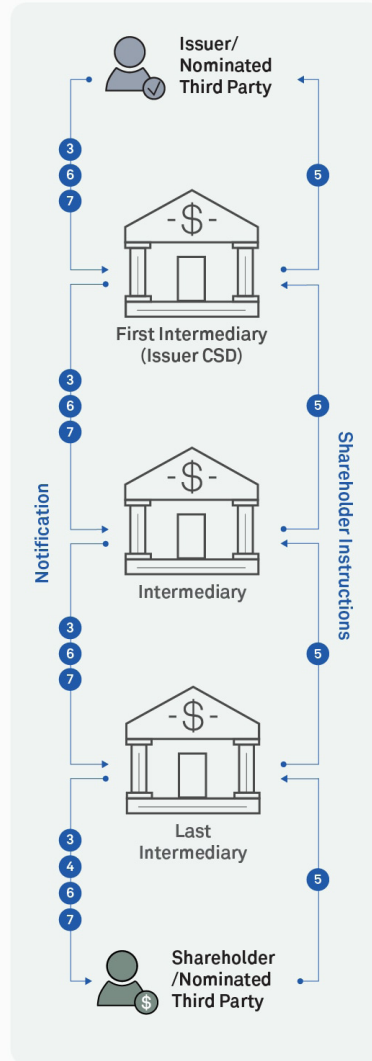 Issuer/
Nominated
Third Party
3
6
7
5
$
First Intermediary
(Issuer CSD)
3
6
7
5
Notification
Shareholder Instructions
$
Intermediary
3
6
7
5
$
Last
Intermediary
3
4
6
7
5
$
Shareholder
/Nominated
Third Party